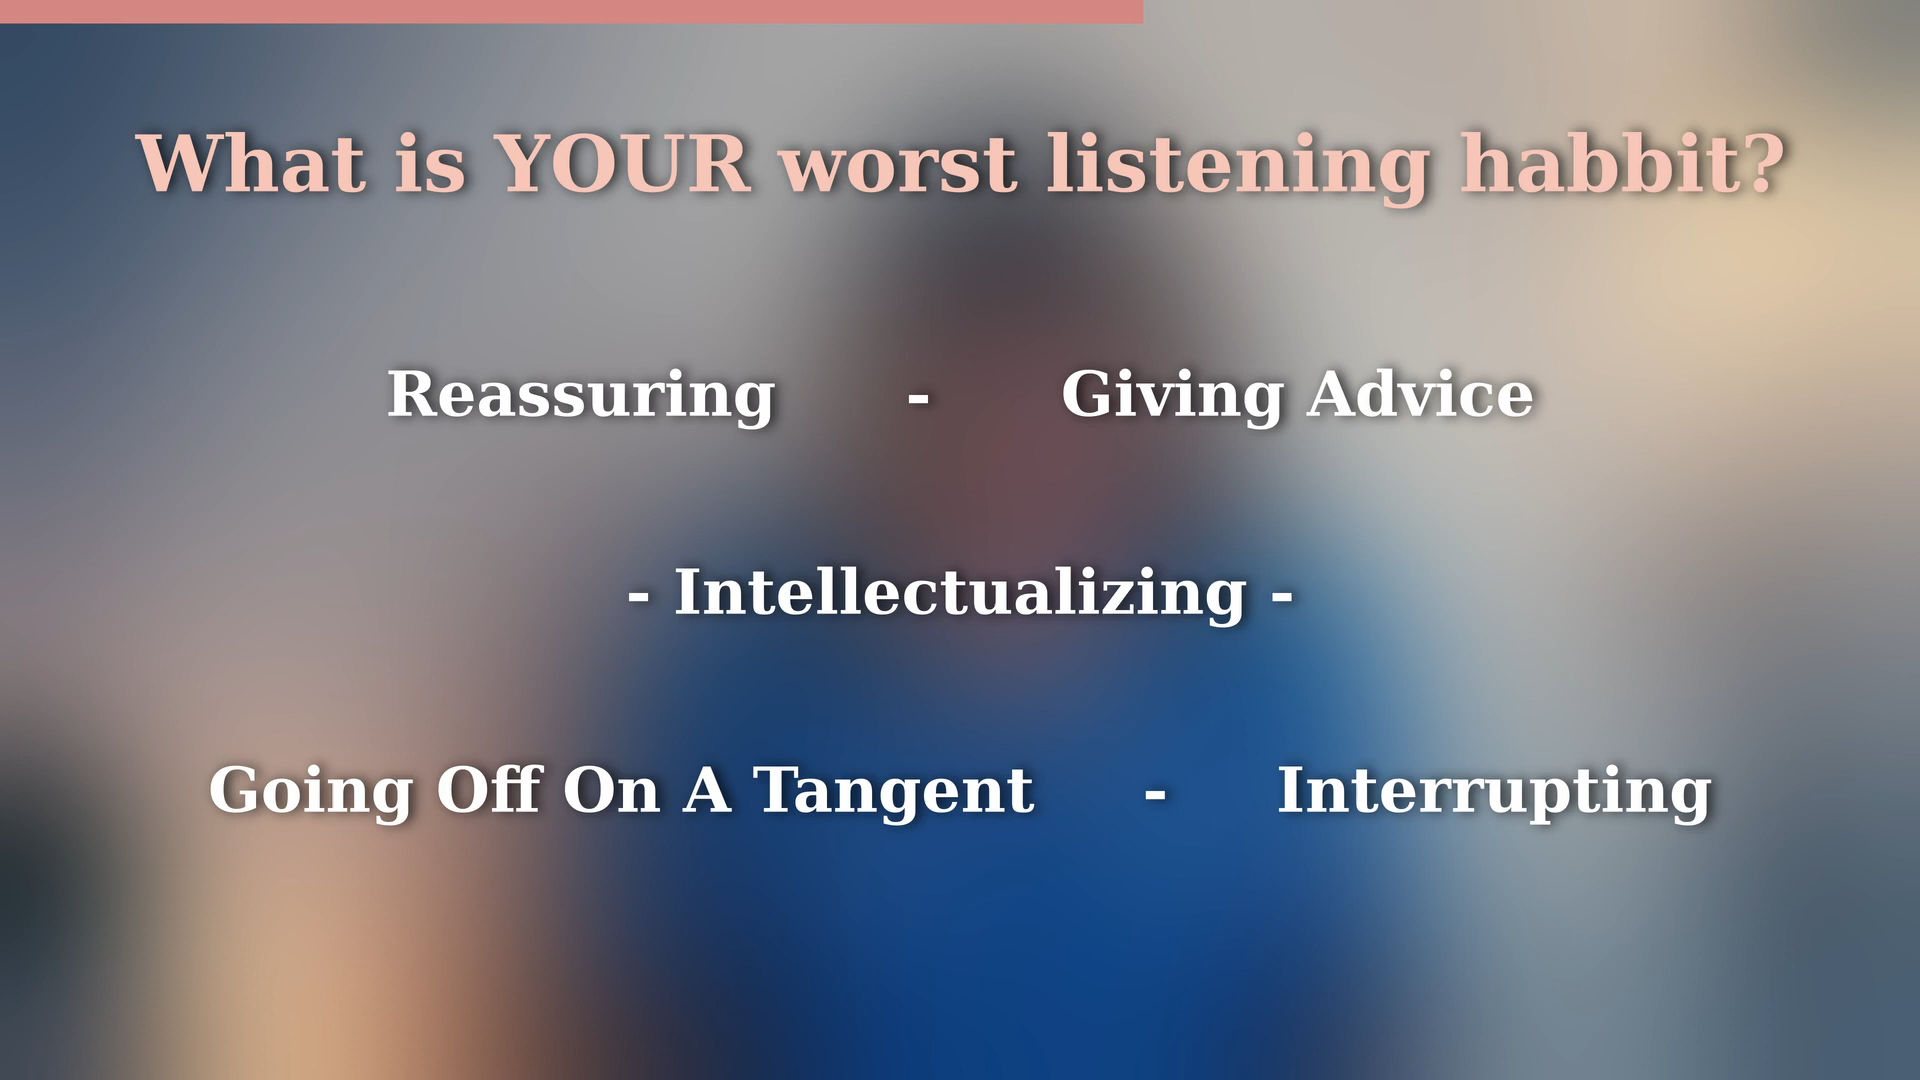 What is YOUR worst listening habbit?
Reassuring - Giving Advice
- Intellectualizing -
Going Off On A Tangent - Interrupting